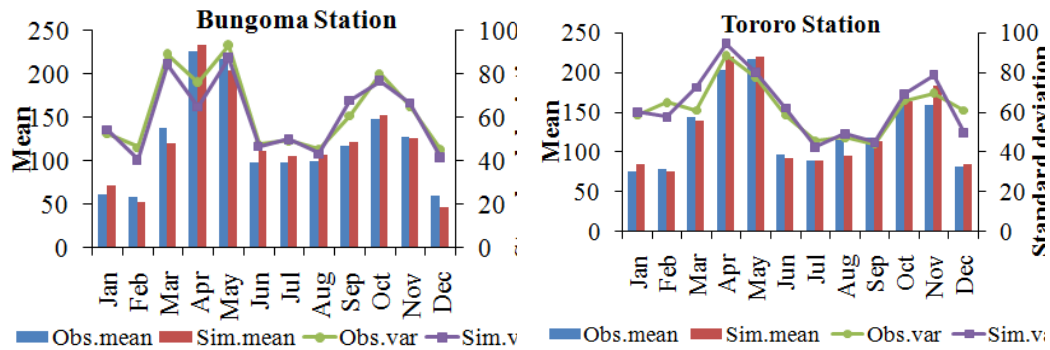 Bungoma Station
Mean
250
200
150
100
50
0
100
80
60
40
20
0
Jan
Feb
Mar
Apr
May
Jun
Jul
Aug
Sep
Oct
Nov
Dec
Obs.mean Sim.mean Obs.var Sim.v
Tororo Station
Mean
250
200
150
100
50
0
100
80
60
40
20
0
Standard deviation
Jan
Feb
Mar
Apr
May
Jun
Jul
Aug
Sep
Oct
Nov
Dec
Obs.mean Sim.mean Obs.var Sim.va